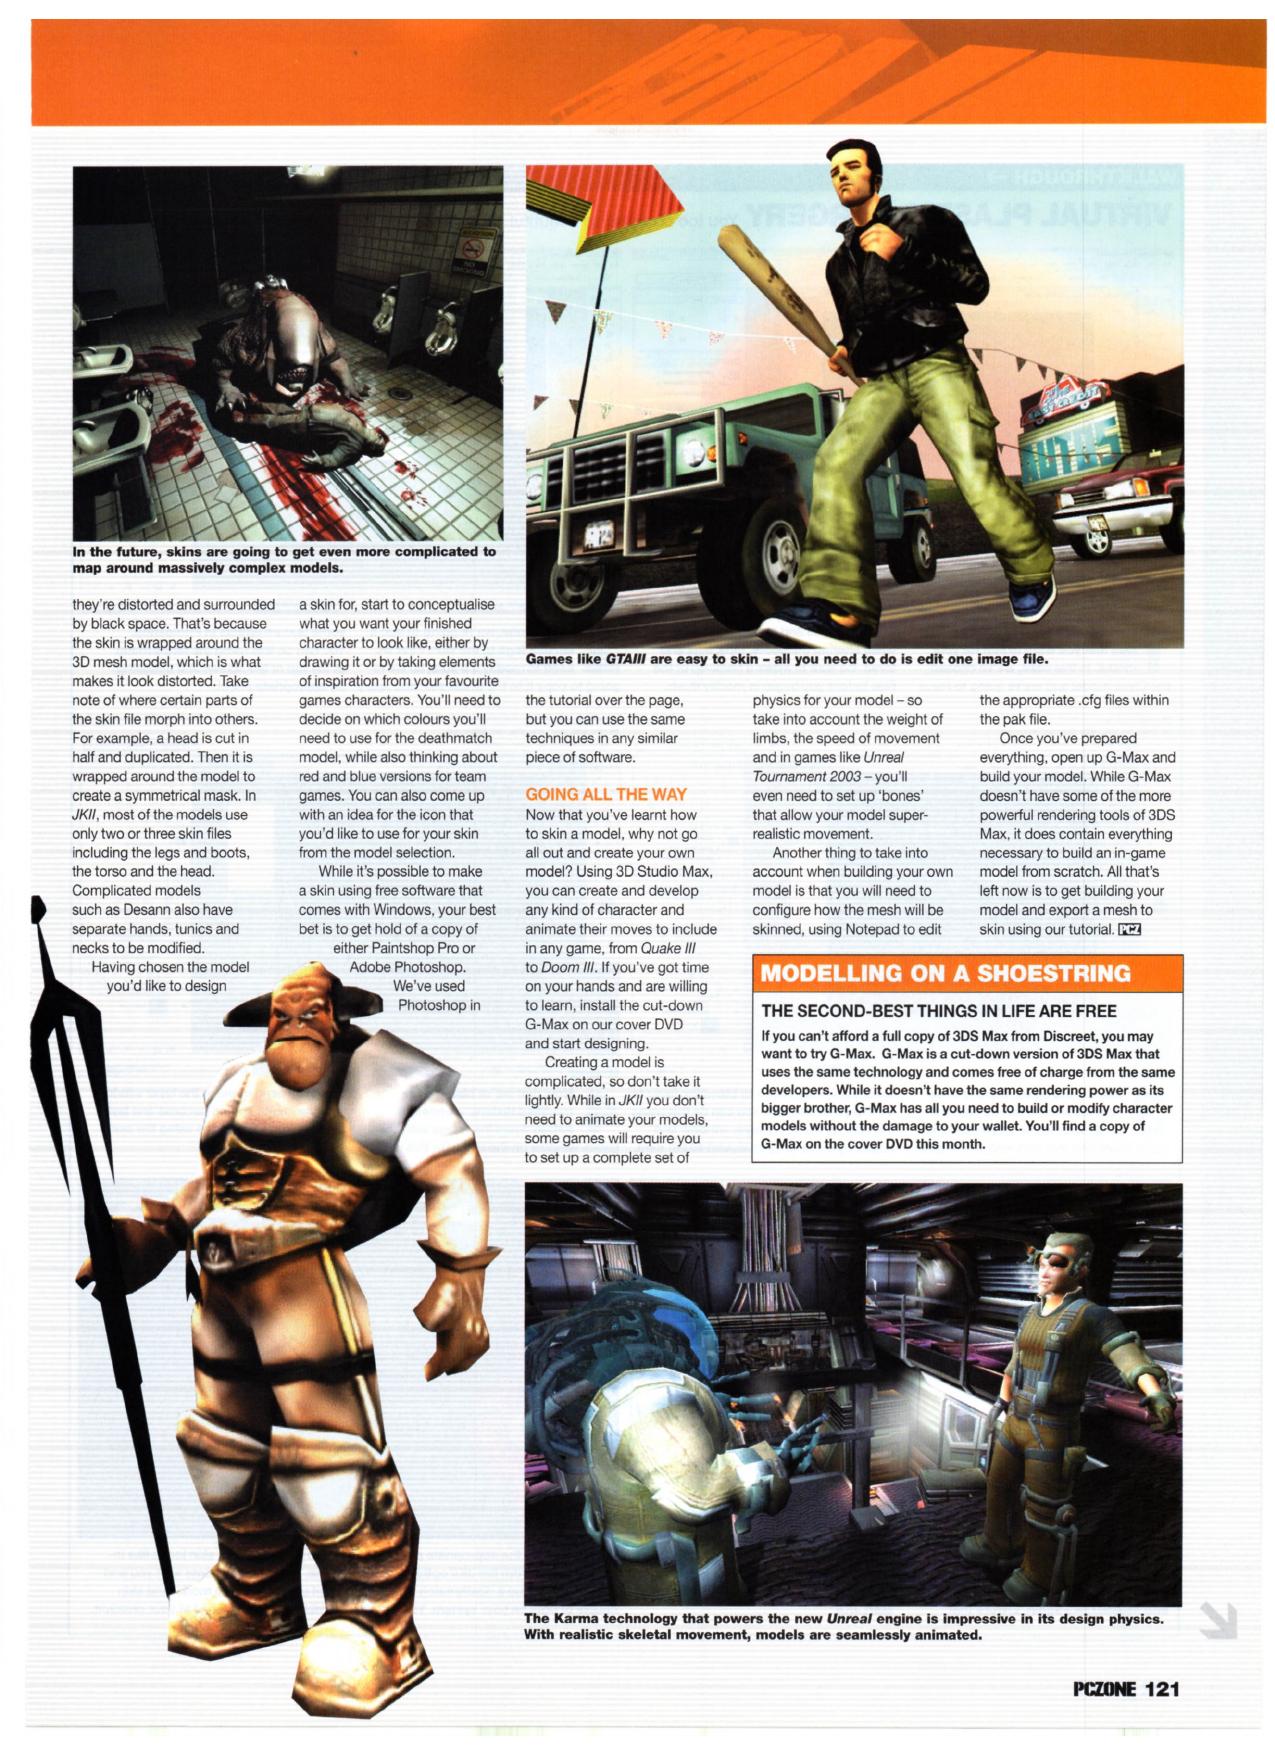 In the future, skins are going to get even more complicated to
map around massively complex models.
Games like GTAIII are easy to skin – all you need to do is edit one image file.
they're distorted and surrounded
by black space. That's because
the skin is wrapped around the
3D mesh model, which is what
makes it look distorted. Take
note of where certain parts of
the skin file morph into others.
For example, a head is cut in
half and duplicated. Then it is
wrapped around the model to
create a symmetrical mask. In
JKII, most of the models use
only two or three skin files
including the legs and boots,
the torso and the head.
Complicated models
such as Desann also have
separate hands, tunics and
necks to be modified.
Having chosen the model
you'd like to design
a skin for, start to conceptualise
what you want your finished
character to look like, either by
drawing it or by taking elements
of inspiration from your favourite
games characters. You'll need to
decide on which colours you'll
need to use for the deathmatch
model, while also thinking about
red and blue versions for team
games. You can also come up
with an idea for the icon that
you'd like to use for your skin
from the model selection.
While it's possible to make
a skin using free software that
comes with Windows, your best
bet is to get hold of a copy of
either Paintshop Pro or
Adobe Photoshop.
We've used
Photoshop in
the tutorial over the page,
but you can use the same
techniques in any similar
piece of software.
GOING ALL THE WAY
Now that you've learnt how
to skin a model, why not go
all out and create your own
model? Using 3D Studio Max,
you can create and develop
any kind of character and
animate their moves to include
in any game, from Quake III
to Doom III. If you've got time
on your hands and are willing
to learn, install the cut-down
G-Max on our cover DVD
and start designing.
Creating a model is
complicated, so don't take it
lightly. While in JKII you don't
need to animate your models,
some games will require you
to set up a complete set of
physics for your model – so
take into account the weight of
limbs, the speed of movement
and in games like Unreal
Tournament 2003 – you'll
even need to set up 'bones'
that allow your model super-
realistic movement.
Another thing to take into
account when building your own
model is that you will need to
configure how the mesh will be
skinned, using Notepad to edit
the appropriate .cfg files within
the pak file.
Once you've prepared
everything, open up G-Max and
build your model. While G-Max
doesn't have some of the more
powerful rendering tools of 3DS
Max, it does contain everything
necessary to build an in-game
model from scratch. All that's
left now is to get building your
model and export a mesh to
skin using our tutorial. PCZ
MODELLING ON A SHOESTRING
THE SECOND-BEST THINGS IN LIFE ARE FREE
If you can't afford a full copy of 3DS Max from Discreet, you may
want to try G-Max. G-Max is a cut-down version of 3DS Max that
uses the same technology and comes free of charge from the same
developers. While it doesn't have the same rendering power as its
bigger brother, G-Max has all you need to build or modify character
models without the damage to your wallet. You'll find a copy of
G-Max on the cover DVD this month.
The Karma technology that powers the new Unreal engine is impressive in its design physics.
With realistic skeletal movement, models are seamlessly animated.
PCZONE 121